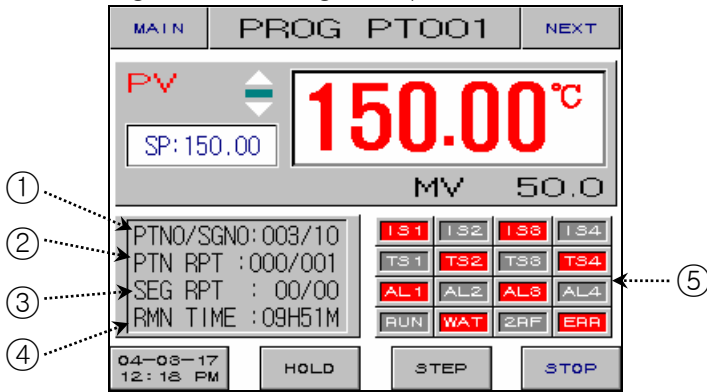 MAIN PROG PT001 NEXT
PV
150.00 ℃
SP:150.00
MV 50.0
① PTNO/SGNO:003/10
② PTN RPT :000/001
③ SEG RPT : 00/00
④ RMN TIME :09H51M
IS1 IS2 IS3 IS4
TS1 TS2 TS3 TS4
AL1 AL2 AL3 AL4
RUN WAT 2RF ERR
⑤
04-03-17
12:18 PM
HOLD STEP STOP